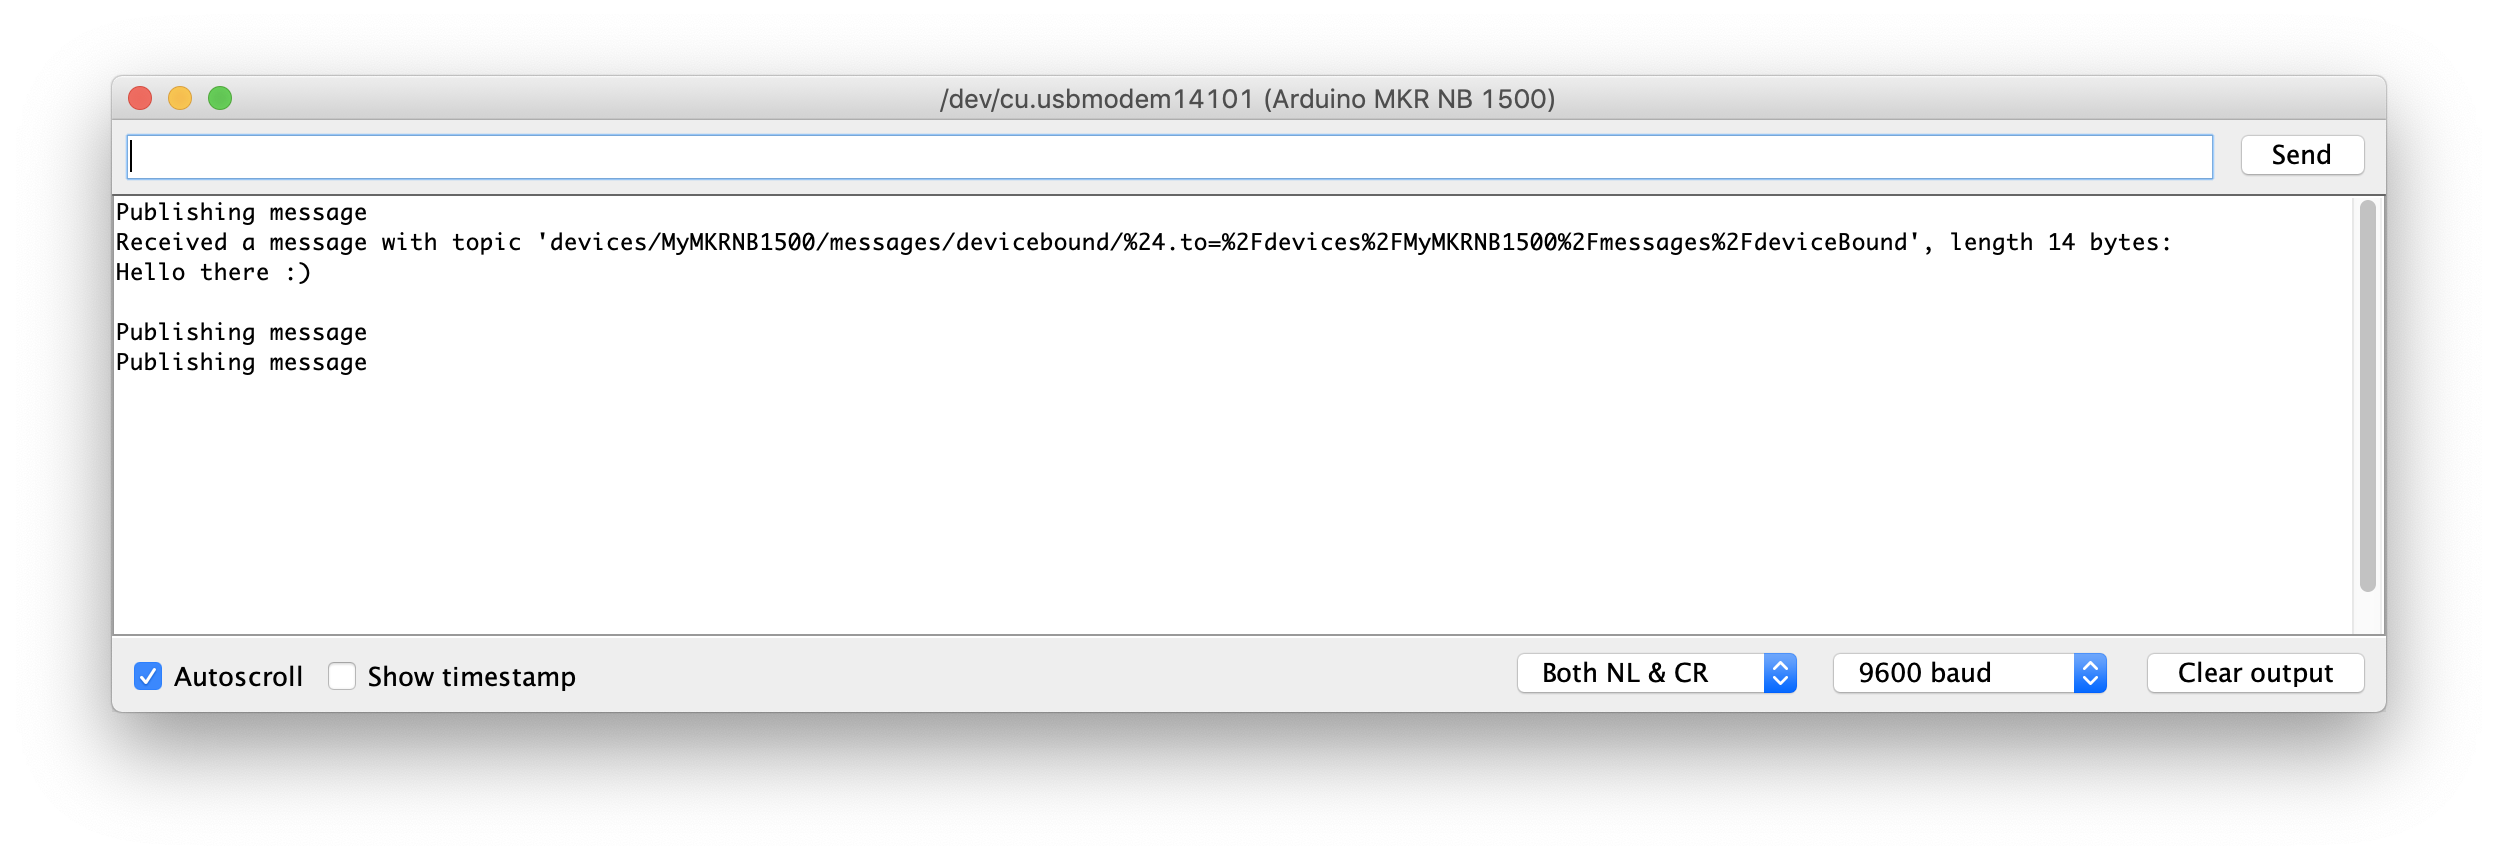 /dev/cu.usbmodem14101 (Arduino MKR NB 1500)
Send
Publishing message
Received a message with topic 'devices/MyMKRNB1500/messages/devicebound/%24.to=%2Fdevices%2FMyMKRNB1500%2Fmessages%2FdeviceBound', length 14 bytes:
Hello there :)
Publishing message
Publishing message
Autoscroll Show timestamp Both NL & CR 9600 baud Clear output